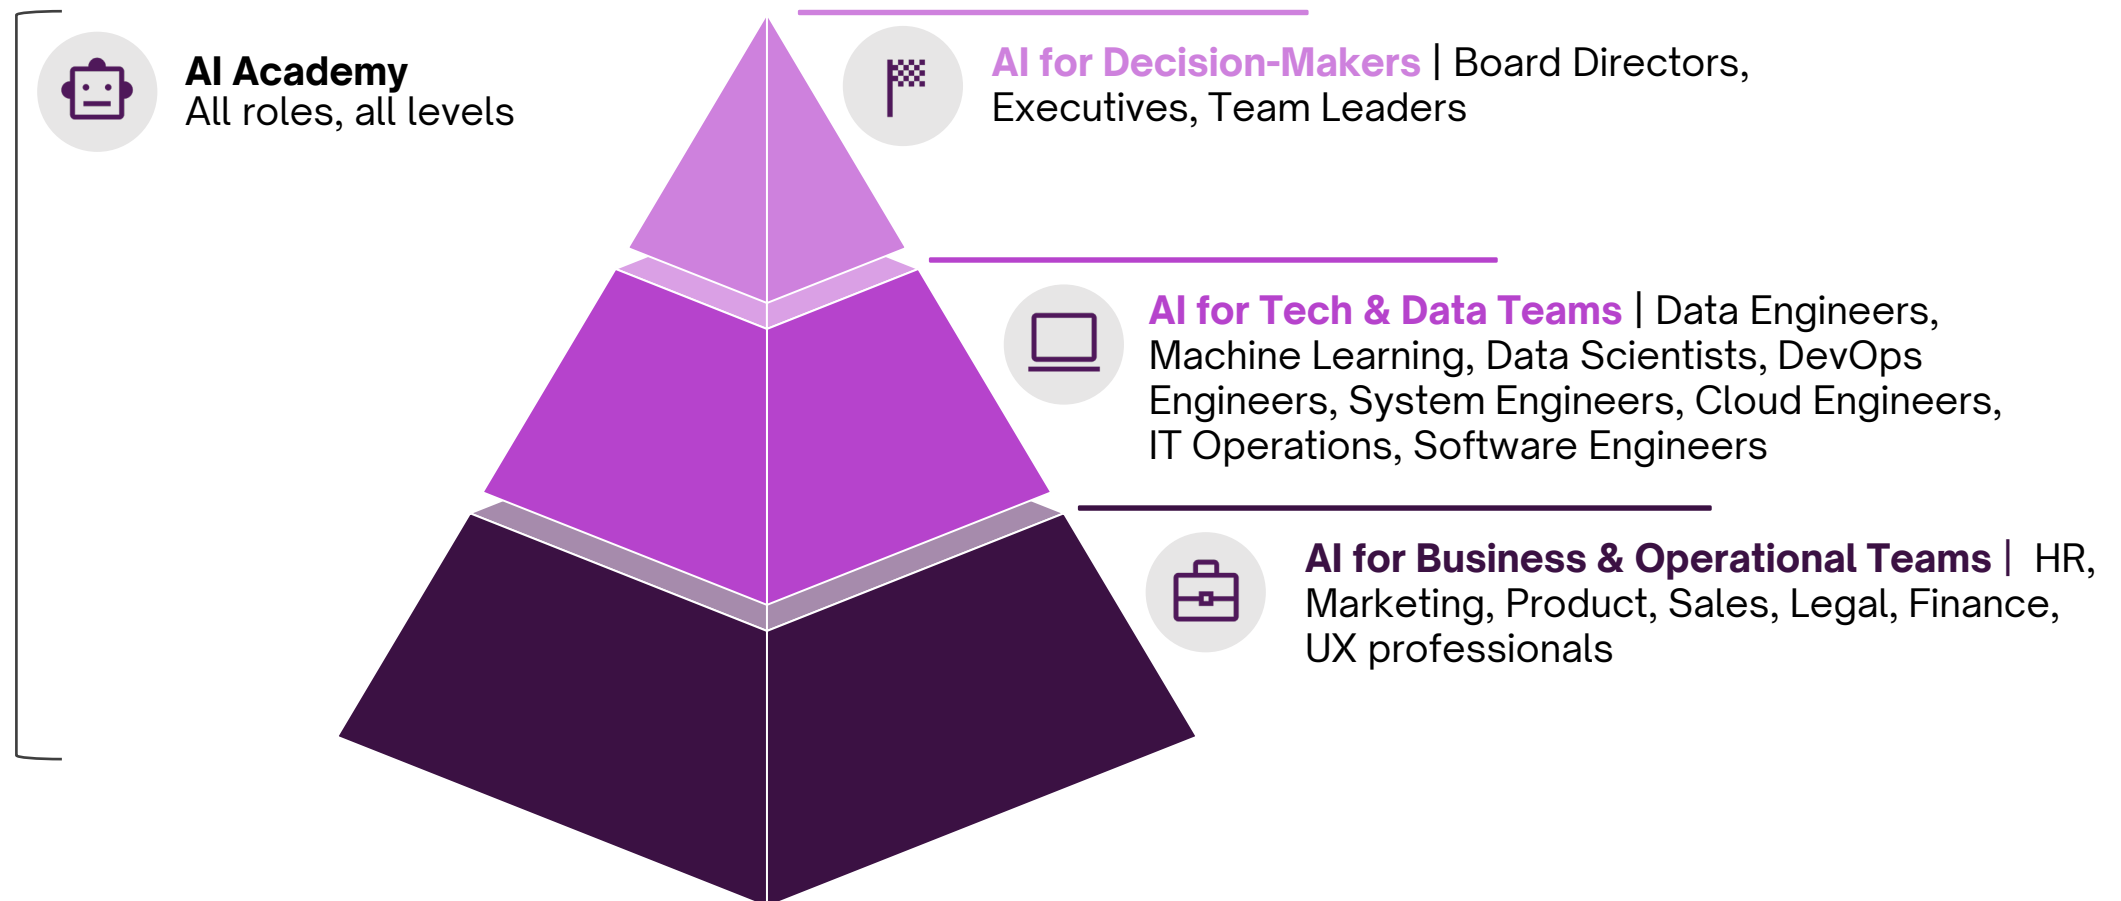 AI Academy
All roles, all levels
AI for Decision-Makers | Board Directors,
Executives, Team Leaders
AI for Tech & Data Teams | Data Engineers,
Machine Learning, Data Scientists, DevOps
Engineers, System Engineers, Cloud Engineers,
IT Operations, Software Engineers
AI for Business & Operational Teams | HR,
Marketing, Product, Sales, Legal, Finance,
UX professionals